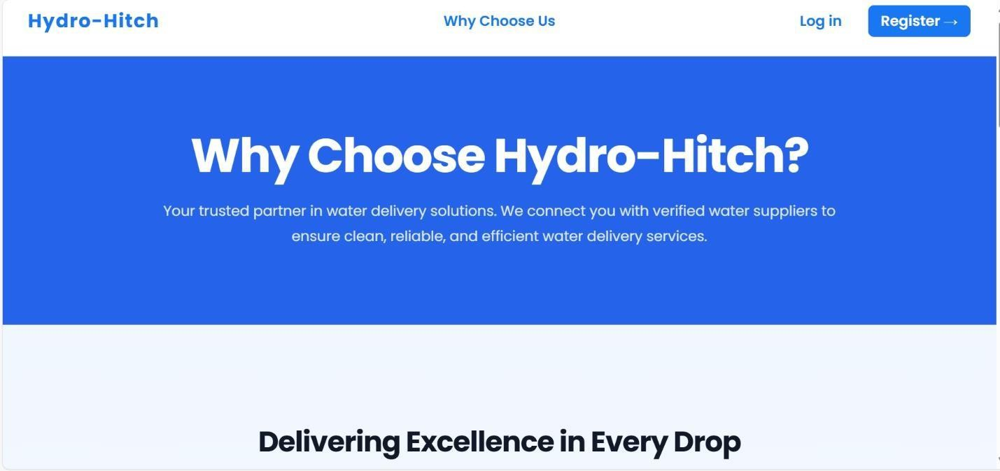 Hydro-Hitch
Why Choose Us
Log in
Register →
Why Choose Hydro-Hitch?
Your trusted partner in water delivery solutions. We connect you with verified water suppliers to
ensure clean, reliable, and efficient water delivery services.
Delivering Excellence in Every Drop